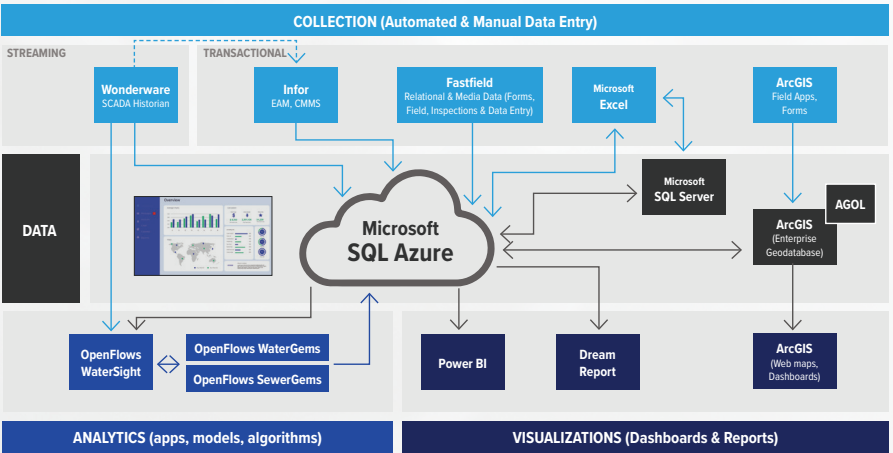 COLLECTION (Automated & Manual Data Entry)
STREAMING
TRANSACTIONAL
Wonderware
SCADA Historian
Infor
EAM, CMMS
Fastfield
Relational & Media Data (Forms,
Field, Inspections & Data Entry)
Microsoft
Excel
ArcGIS
Field Apps,
Forms
DATA
Overview
Microsoft
SQL Azure
Microsoft
SQL Server
AGOL
ArcGIS
(Enterprise
Geodatabase)
OpenFlows
WaterSight
OpenFlows WaterGems
OpenFlows SewerGems
Power BI
Dream
Report
ArcGIS
(Web maps,
Dashboards)
ANALYTICS (apps, models, algorithms)
VISUALIZATIONS (Dashboards & Reports)